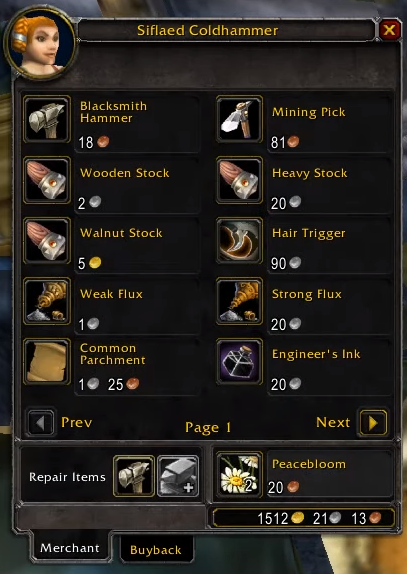 Siflaed Coldhammer
Blacksmith
Hammer
18
Mining Pick
81
Wooden Stock
2
Heavy Stock
20
Walnut Stock
5
Hair Trigger
90
Weak Flux
1
Strong Flux
20
Common
Parchment
1 25
Engineer's Ink
20
Prev
Page 1
Next
Repair Items
2
Peacebloom
20
1512 21 13
Merchant
Buyback